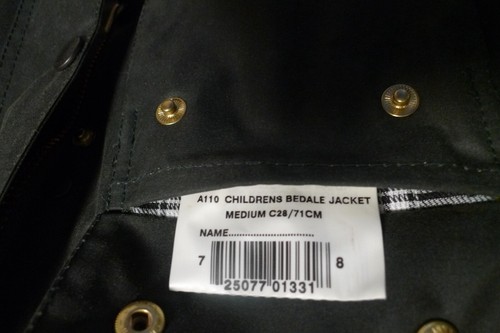 A110 CHILDRENS BEDALE JACKET
MEDIUM C28/71CM
NAME................................
7 25077 01331 8